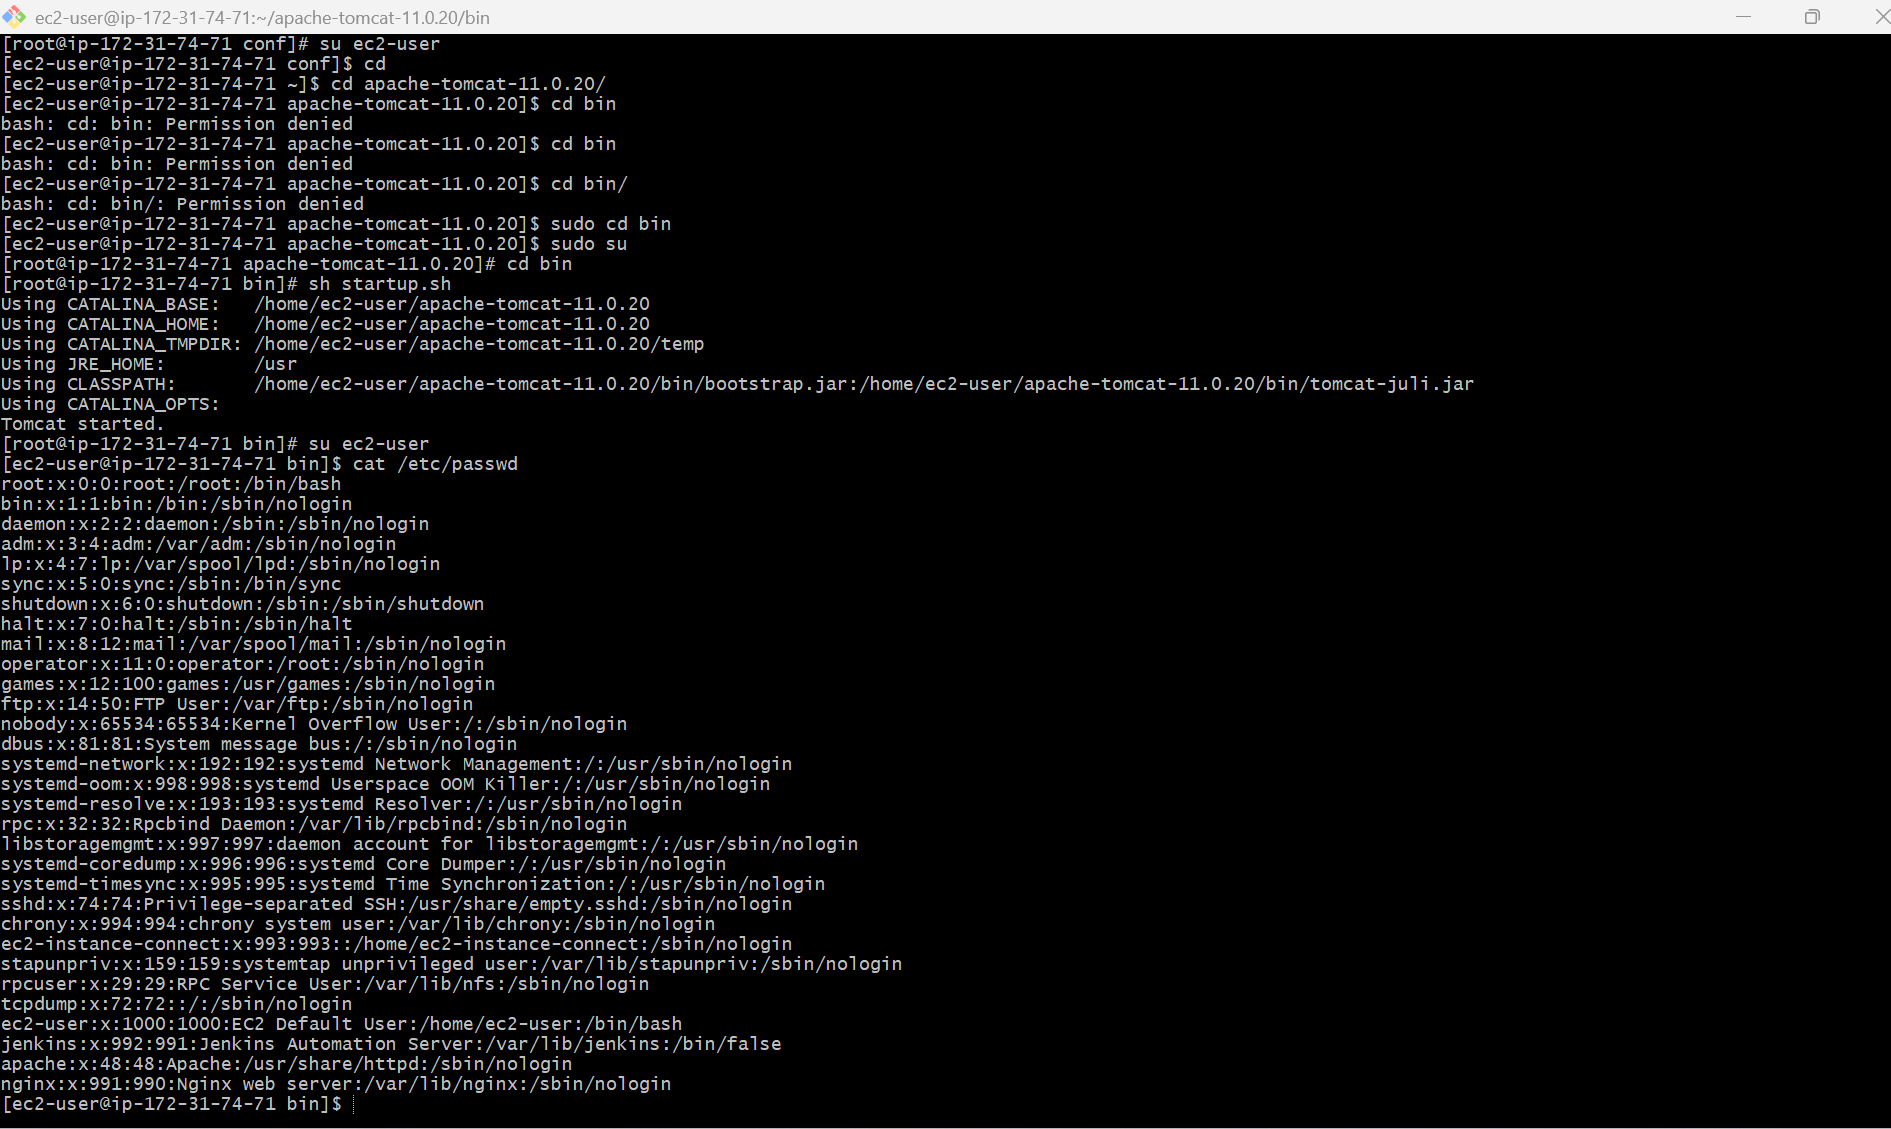 ec2-user@ip-172-31-74-71:~/apache-tomcat-11.0.20/bin
[root@ip-172-31-74-71 conf]# su ec2-user
[ec2-user@ip-172-31-74-71 conf]$ cd
[ec2-user@ip-172-31-74-71 ~]$ cd apache-tomcat-11.0.20/
[ec2-user@ip-172-31-74-71 apache-tomcat-11.0.20]$ cd bin
bash: cd: bin: Permission denied
[ec2-user@ip-172-31-74-71 apache-tomcat-11.0.20]$ cd bin
bash: cd: bin: Permission denied
[ec2-user@ip-172-31-74-71 apache-tomcat-11.0.20]$ cd bin/
bash: cd: bin/: Permission denied
[ec2-user@ip-172-31-74-71 apache-tomcat-11.0.20]$ sudo cd bin
[ec2-user@ip-172-31-74-71 apache-tomcat-11.0.20]$ sudo su
[root@ip-172-31-74-71 apache-tomcat-11.0.20]# cd bin
[root@ip-172-31-74-71 bin]# sh startup.sh
Using CATALINA_BASE:   /home/ec2-user/apache-tomcat-11.0.20
Using CATALINA_HOME:   /home/ec2-user/apache-tomcat-11.0.20
Using CATALINA_TMPDIR: /home/ec2-user/apache-tomcat-11.0.20/temp
Using JRE_HOME:        /usr
Using CLASSPATH:       /home/ec2-user/apache-tomcat-11.0.20/bin/bootstrap.jar:/home/ec2-user/apache-tomcat-11.0.20/bin/tomcat-juli.jar
Using CATALINA_OPTS:
Tomcat started.
[root@ip-172-31-74-71 bin]# su ec2-user
[ec2-user@ip-172-31-74-71 bin]$ cat /etc/passwd
root:x:0:0:root:/root:/bin/bash
bin:x:1:1:bin:/bin:/sbin/nologin
daemon:x:2:2:daemon:/sbin:/sbin/nologin
adm:x:3:4:adm:/var/adm:/sbin/nologin
lp:x:4:7:lp:/var/spool/lpd:/sbin/nologin
sync:x:5:0:sync:/sbin:/bin/sync
shutdown:x:6:0:shutdown:/sbin:/sbin/shutdown
halt:x:7:0:halt:/sbin:/sbin/halt
mail:x:8:12:mail:/var/spool/mail:/sbin/nologin
operator:x:11:0:operator:/root:/sbin/nologin
games:x:12:100:games:/usr/games:/sbin/nologin
ftp:x:14:50:FTP User:/var/ftp:/sbin/nologin
nobody:x:65534:65534:Kernel Overflow User:/:/sbin/nologin
dbus:x:81:81:System message bus:/:/sbin/nologin
systemd-network:x:192:192:systemd Network Management:/:/usr/sbin/nologin
systemd-oom:x:998:998:systemd Userspace OOM Killer:/:/usr/sbin/nologin
systemd-resolve:x:193:193:systemd Resolver:/:/usr/sbin/nologin
rpc:x:32:32:Rpcbind Daemon:/var/lib/rpcbind:/sbin/nologin
libstoragemgmt:x:997:997:daemon account for libstoragemgmt:/:/usr/sbin/nologin
systemd-coredump:x:996:996:systemd Core Dumper:/:/usr/sbin/nologin
systemd-timesync:x:995:995:systemd Time Synchronization:/:/usr/sbin/nologin
sshd:x:74:74:Privilege-separated SSH:/usr/share/empty.sshd:/sbin/nologin
chrony:x:994:994:chrony system user:/var/lib/chrony:/sbin/nologin
ec2-instance-connect:x:993:993::/home/ec2-instance-connect:/sbin/nologin
stapunpriv:x:159:159:systemtap unprivileged user:/var/lib/stapunpriv:/sbin/nologin
rpcuser:x:29:29:RPC Service User:/var/lib/nfs:/sbin/nologin
tcpdump:x:72:72::/:/sbin/nologin
ec2-user:x:1000:1000:EC2 Default User:/home/ec2-user:/bin/bash
jenkins:x:992:991:Jenkins Automation Server:/var/lib/jenkins:/bin/false
apache:x:48:48:Apache:/usr/share/httpd:/sbin/nologin
nginx:x:991:990:Nginx web server:/var/lib/nginx:/sbin/nologin
[ec2-user@ip-172-31-74-71 bin]$